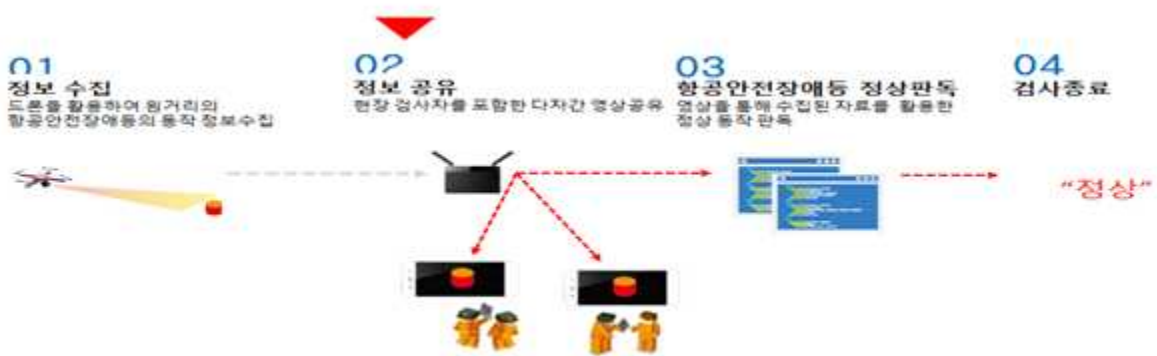 01
정보 수집
드론을 활용하여 원거리의
항공안전장애등의 동작 정보수집
02
정보 공유
현장 검사자를 포함한 다자간 영상공유
03
항공안전장애등 정상판독
영상을 통해 수집된 자료를 활용한
정상 동작 판독
04
검사종료
“정상”